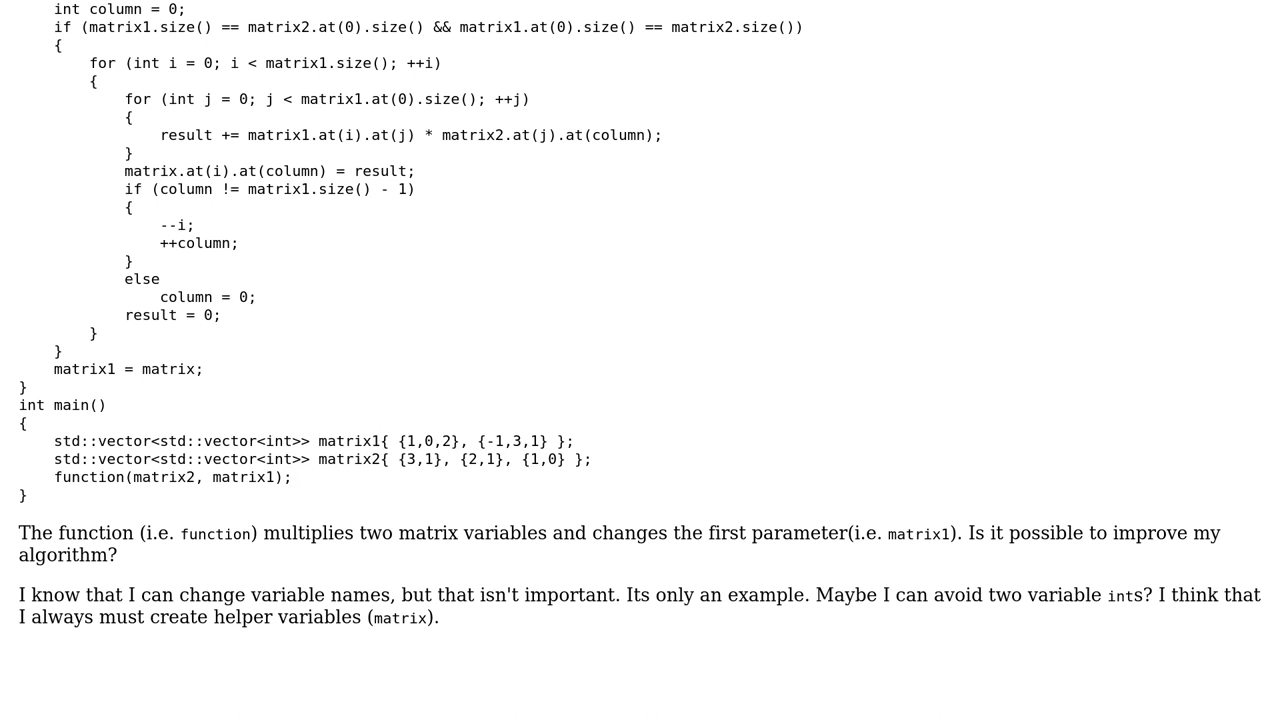 int column = 0;
    if (matrix1.size() == matrix2.at(0).size() && matrix1.at(0).size() == matrix2.size())
    {
        for (int i = 0; i < matrix1.size(); ++i)
        {
            for (int j = 0; j < matrix1.at(0).size(); ++j)
            {
                result += matrix1.at(i).at(j) * matrix2.at(j).at(column);
            }
            matrix.at(i).at(column) = result;
            if (column != matrix1.size() - 1)
            {
                --i;
                ++column;
            }
            else
                column = 0;
            result = 0;
        }
    }
    matrix1 = matrix;
}
int main()
{
    std::vector<std::vector<int>> matrix1{ {1,0,2}, {-1,3,1} };
    std::vector<std::vector<int>> matrix2{ {3,1}, {2,1}, {1,0} };
    function(matrix2, matrix1);
}
The function (i.e. function) multiplies two matrix variables and changes the first parameter(i.e. matrix1). Is it possible to improve my
algorithm?
I know that I can change variable names, but that isn't important. Its only an example. Maybe I can avoid two variable ints? I think that
I always must create helper variables (matrix).